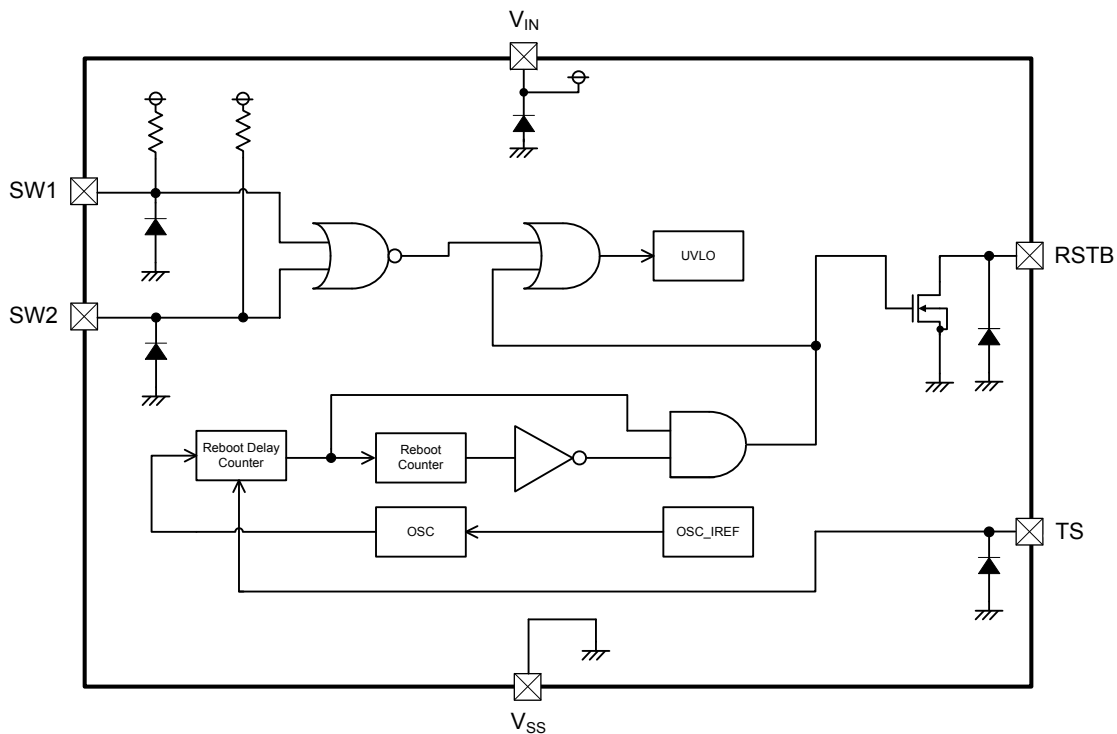 VIN
SW1
SW2
UVLO
RSTB
Reboot Delay
Counter
Reboot
Counter
OSC
OSC_IREF
TS
VSS